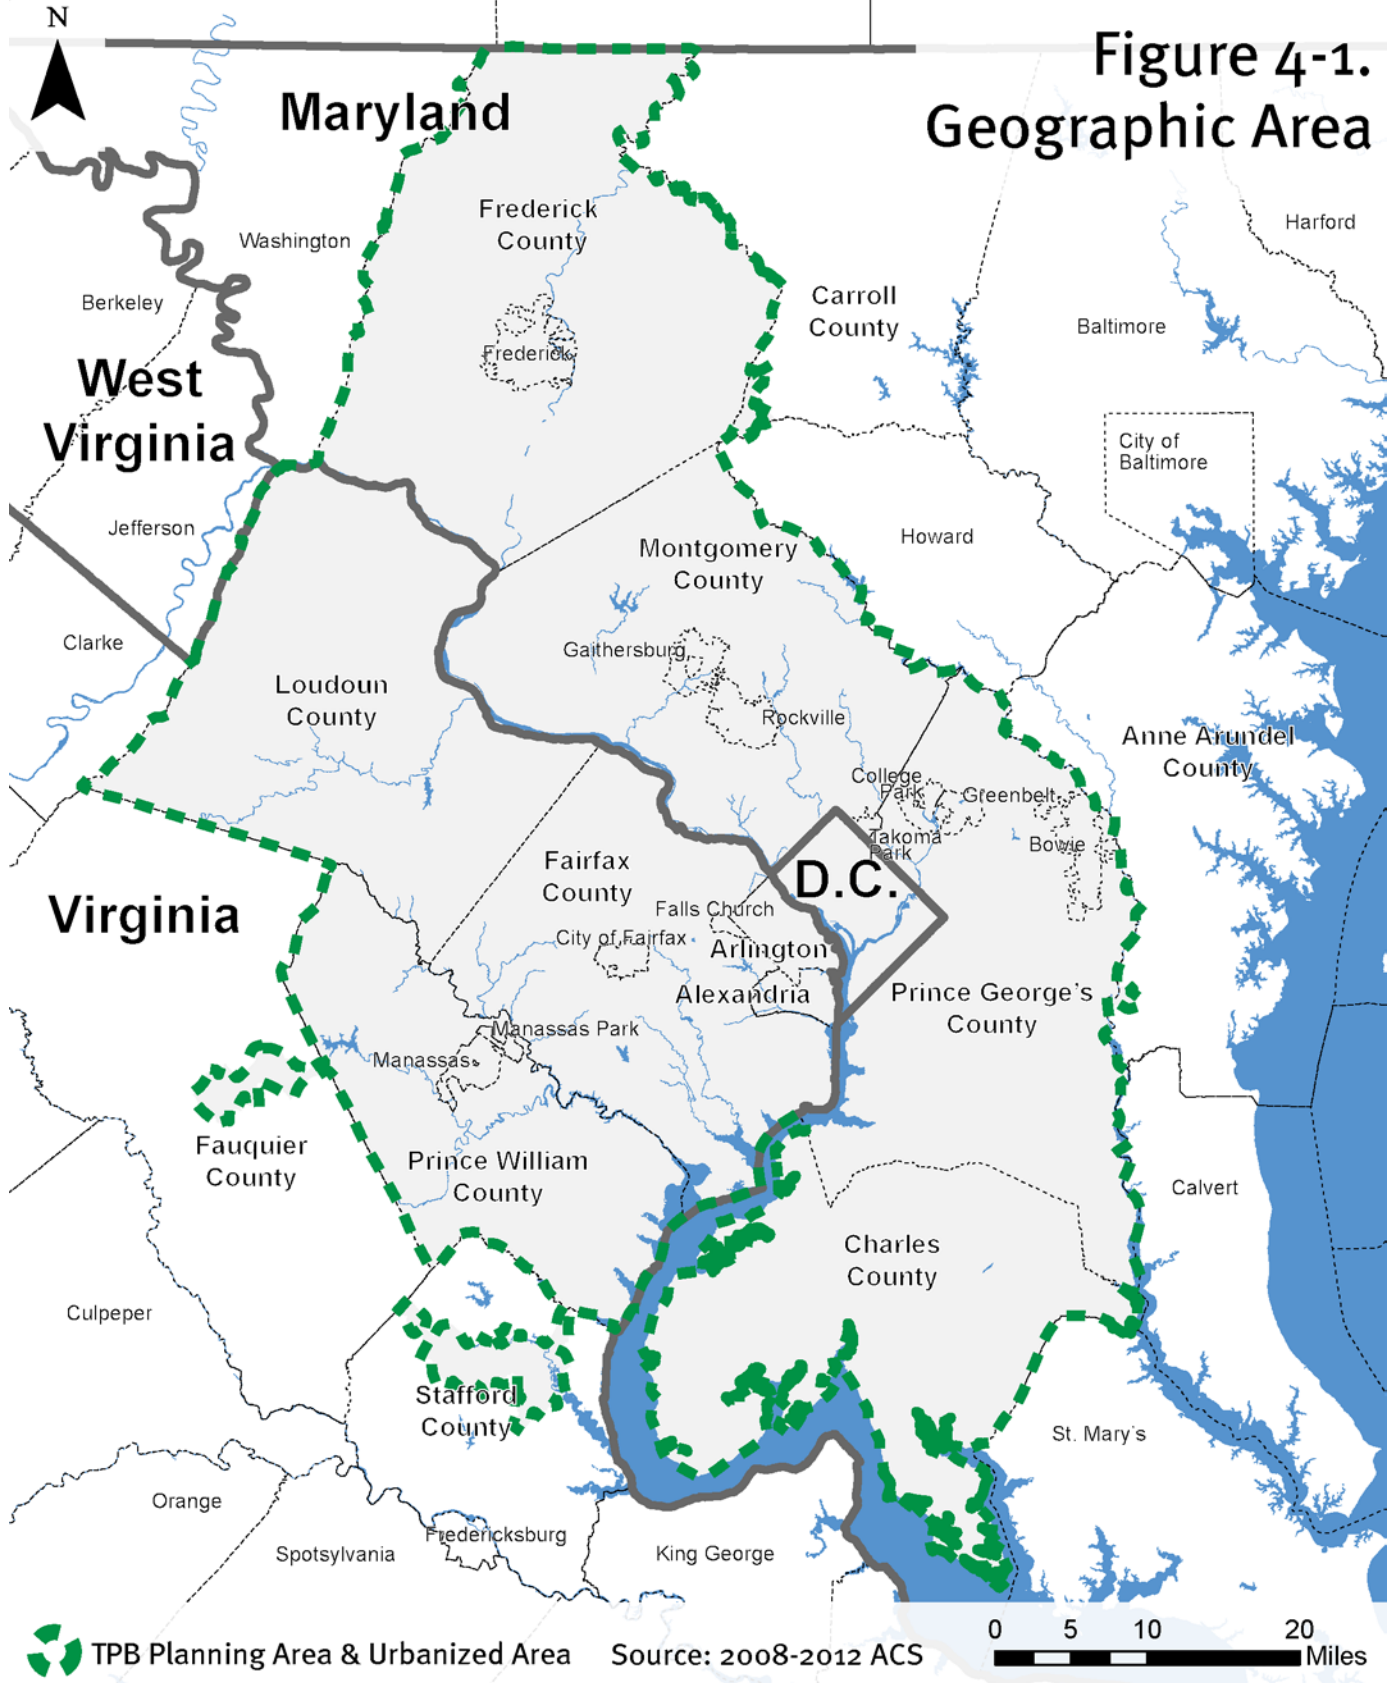 N
Figure 4-1.
Geographic Area
Maryland
Frederick
County
Harford
Washington
Berkeley
Carroll
County
Baltimore
Frederick
West
Virginia
City of
Baltimore
Jefferson
Howard
Montgomery
County
Clarke
Gaithersburg
Loudoun
County
Rockville
Anne Arundel
County
College
Park
Greenbelt
Takoma
Park
Bowie
Fairfax
County
D.C.
Virginia
Falls Church
City of Fairfax
Arlington
Alexandria
Prince George's
County
Manassas Park
Manassas
Fauquier
County
Prince William
County
Calvert
Charles
County
Culpeper
Stafford
County
St. Mary's
Orange
Fredericksburg
Spotsylvania
King George
TPB Planning Area & Urbanized Area
Source: 2008-2012 ACS
0 5 10 20
Miles